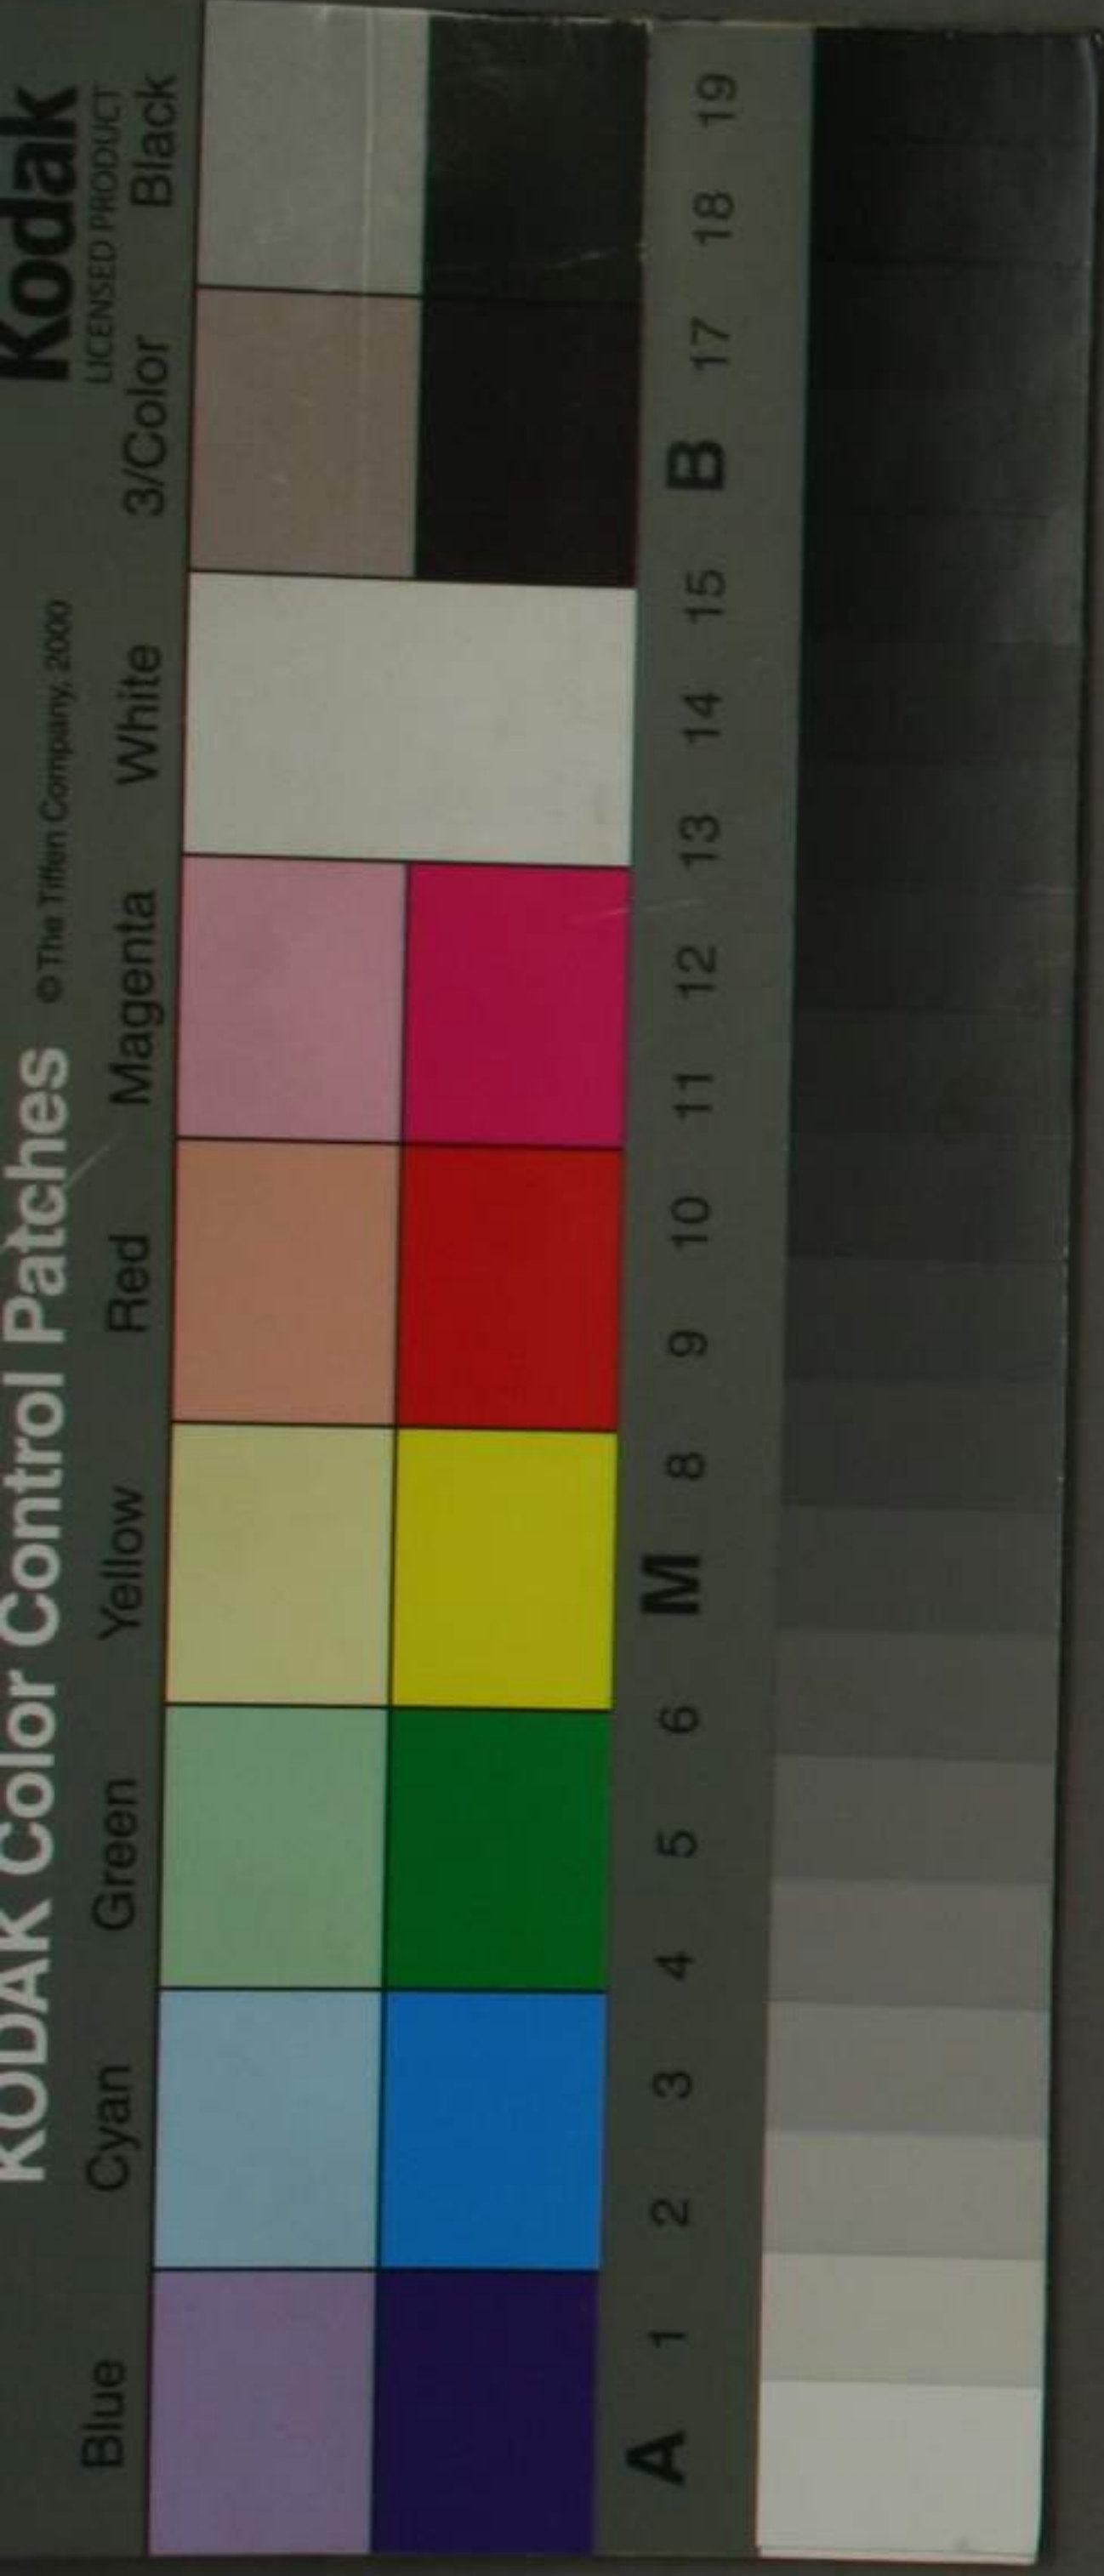 KODAK Color Control Patches © The Tiffen Company, 2000 Kodak
LICENSED PRODUCT
Blue Cyan Green Yellow Red Magenta White 3/Color Black
A 1 2 3 4 5 6 M 8 9 10 11 12 13 14 15 B 17 18 19